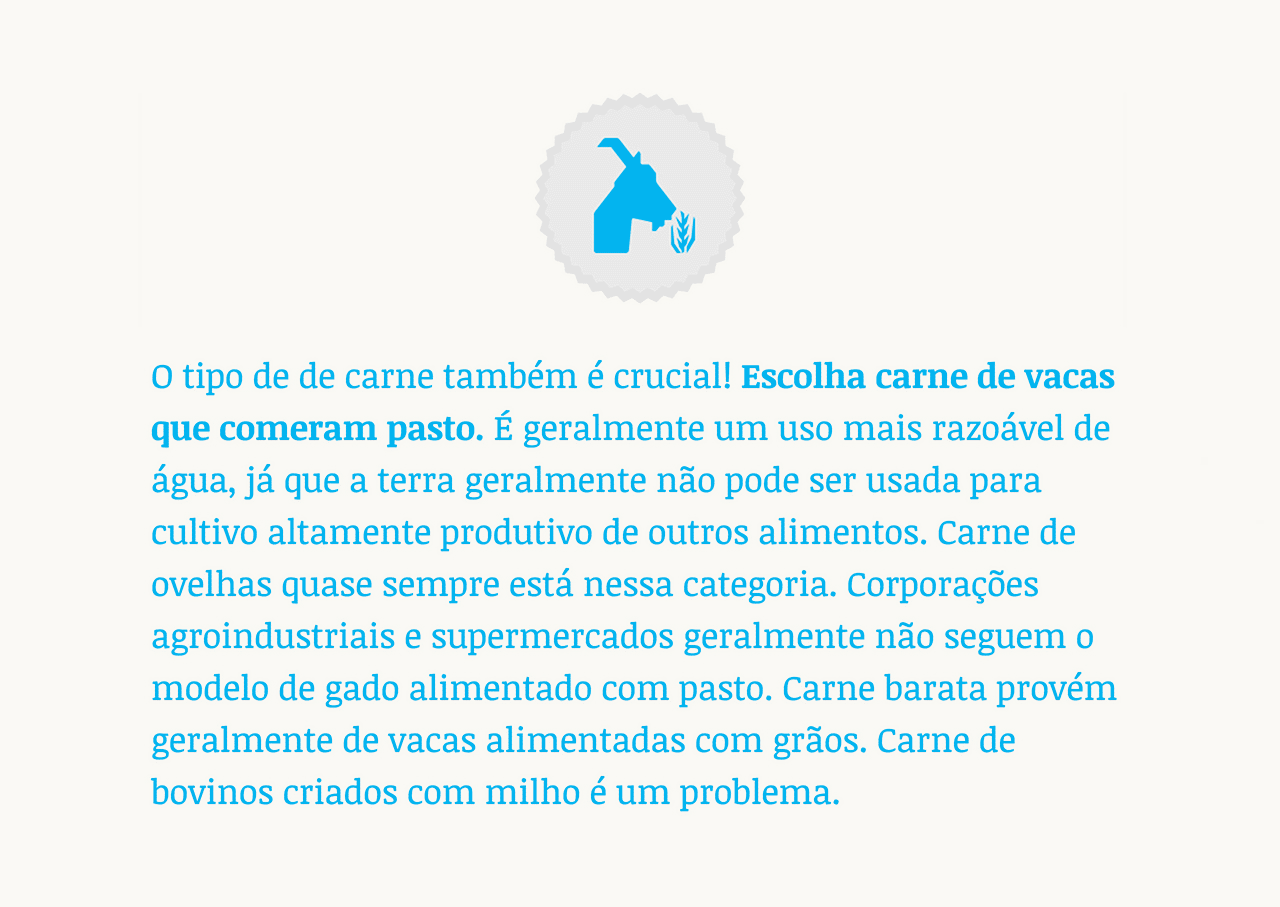 O tipo de de carne também é crucial! Escolha carne de vacas
que comeram pasto. É geralmente um uso mais razoável de
água, já que a terra geralmente não pode ser usada para
cultivo altamente produtivo de outros alimentos. Carne de
ovelhas quase sempre está nessa categoria. Corporações
agroindustriais e supermercados geralmente não seguem o
modelo de gado alimentado com pasto. Carne barata provém
geralmente de vacas alimentadas com grãos. Carne de
bovinos criados com milho é um problema.